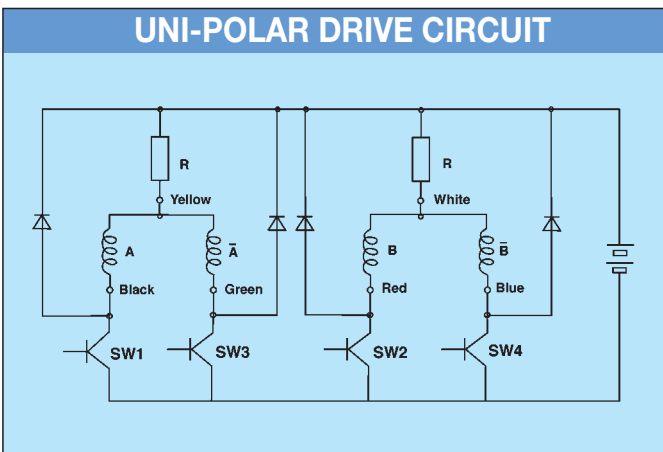 UNI-POLAR DRIVE CIRCUIT
R
R
Yellow
White
A
Ā
B
B̄
Black
Green
Red
Blue
SW1
SW3
SW2
SW4